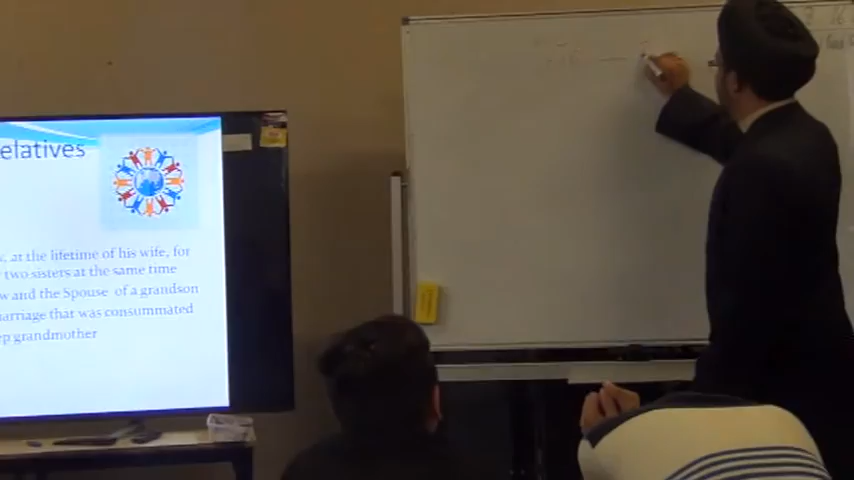 elatives
, at the lifetime of his wife, for
two sisters at the same time
w and the Spouse of a grandson
arriage that was consummated
ep grandmother